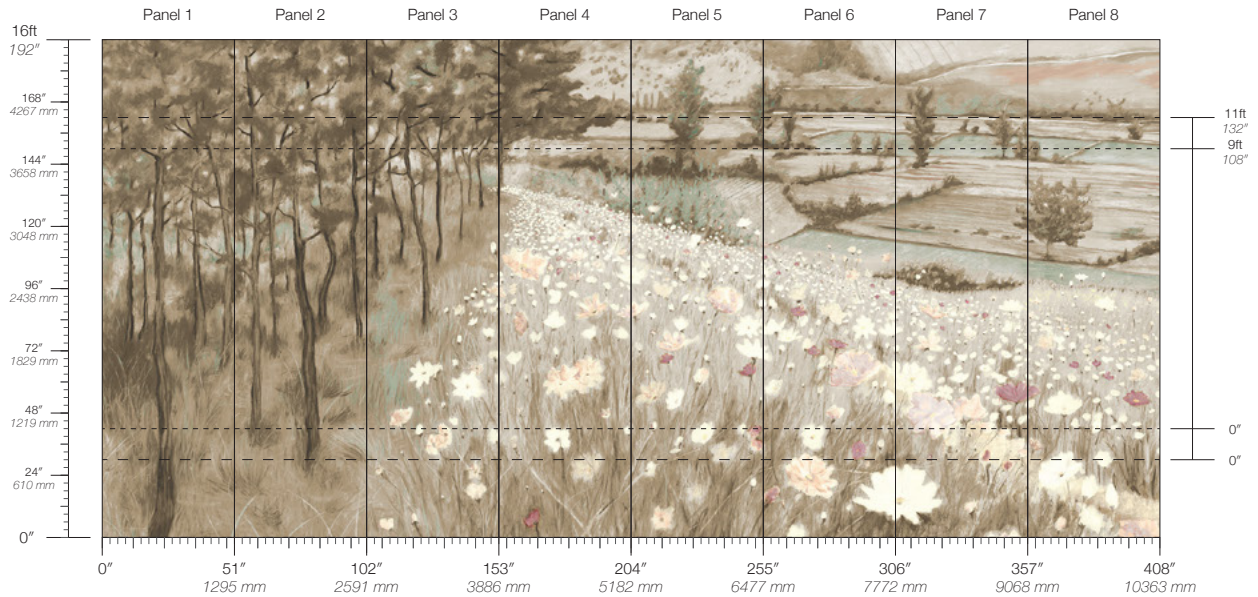 Panel 1 Panel 2 Panel 3 Panel 4 Panel 5 Panel 6 Panel 7 Panel 8
16ft
192″
168″
4267 mm
144″
3658 mm
120″
3048 mm
96″
2438 mm
72″
1829 mm
48″
1219 mm
24″
610 mm
0″
11ft
132″
9ft
108″
0″
0″
0″ 51″ 102″ 153″ 204″ 255″ 306″ 357″ 408″
1295 mm 2591 mm 3886 mm 5182 mm 6477 mm 7772 mm 9068 mm 10363 mm